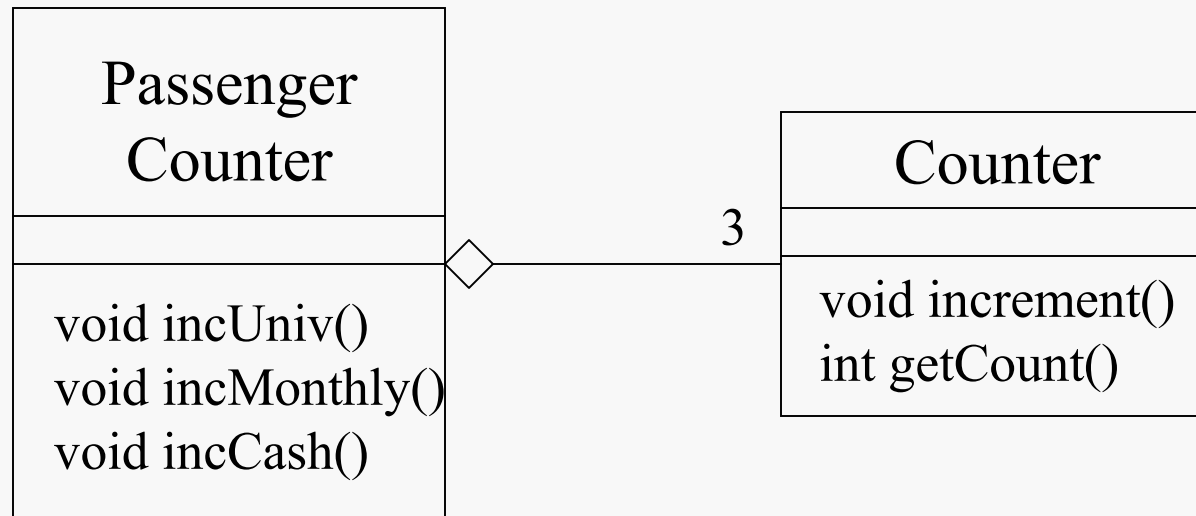 Passenger
Counter
void incUniv()
void incMonthly()
void incCash()
3
Counter
void increment()
int getCount()